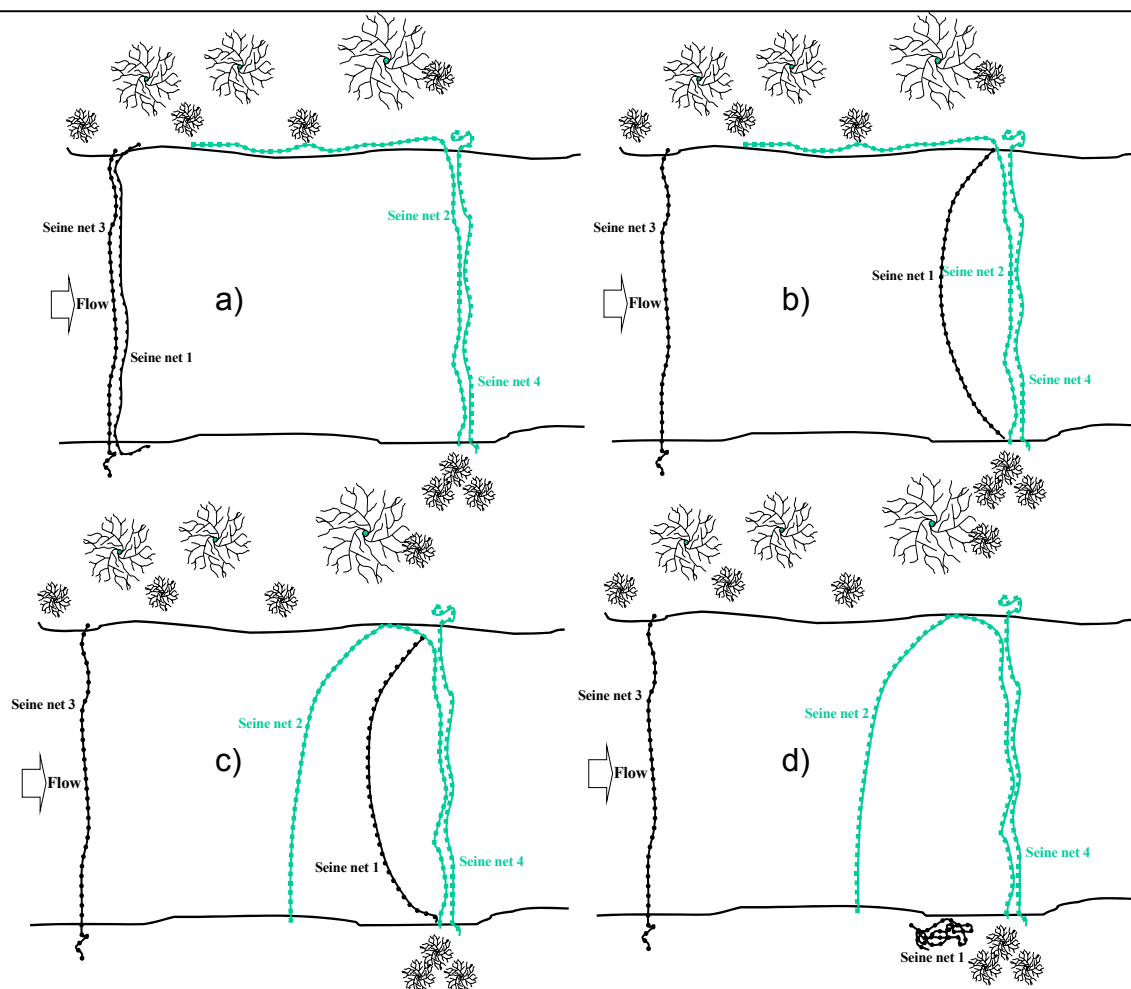 Seine net 2
Seine net 3
Flow
a)
Seine net 1
Seine net 4
Seine net 3
Seine net 1
Seine net 2
Flow
b)
Seine net 4
Seine net 3
Seine net 2
c)
Flow
Seine net 1
Seine net 4
Seine net 3
Seine net 2
d)
Flow
Seine net 4
Seine net 1